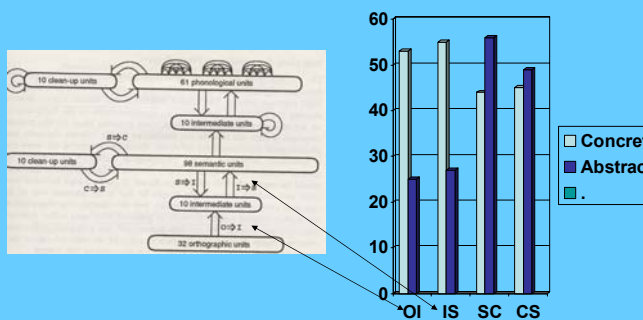 10 clean-up units
61 phonological units
10 intermediate units
S⇒C
10 clean-up units
98 semantic units
C⇒S
S⇒I
I⇒S
10 intermediate units
O⇒I
32 orthographic units
60
50
40
30
20
10
0
OI IS SC CS
Concret
Abstrac
.